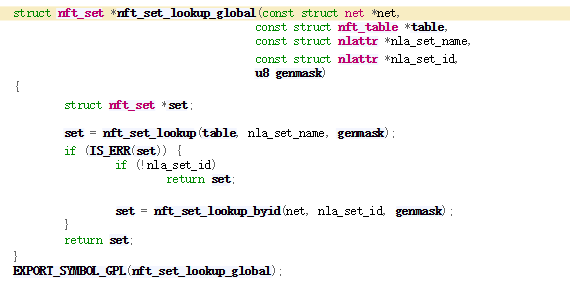 struct nft_set *nft_set_lookup_global(const struct net *net,
const struct nft_table *table,
const struct nlattr *nla_set_name,
const struct nlattr *nla_set_id,
u8 genmask)
{
struct nft_set *set;
set = nft_set_lookup(table, nla_set_name, genmask);
if (IS_ERR(set)) {
if (!nla_set_id)
return set;
set = nft_set_lookup_byid(net, nla_set_id, genmask);
}
return set;
}
EXPORT_SYMBOL_GPL(nft_set_lookup_global);